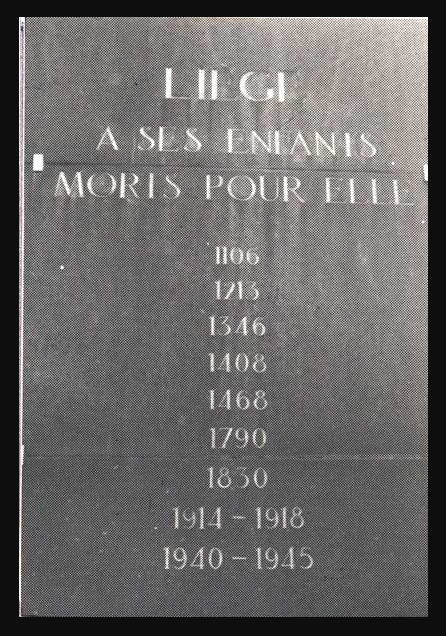 LIEGE
A SES ENFANTS
MORTS POUR ELLE
1106
1213
1346
1408
1468
1790
1830
1914 - 1918
1940 - 1945